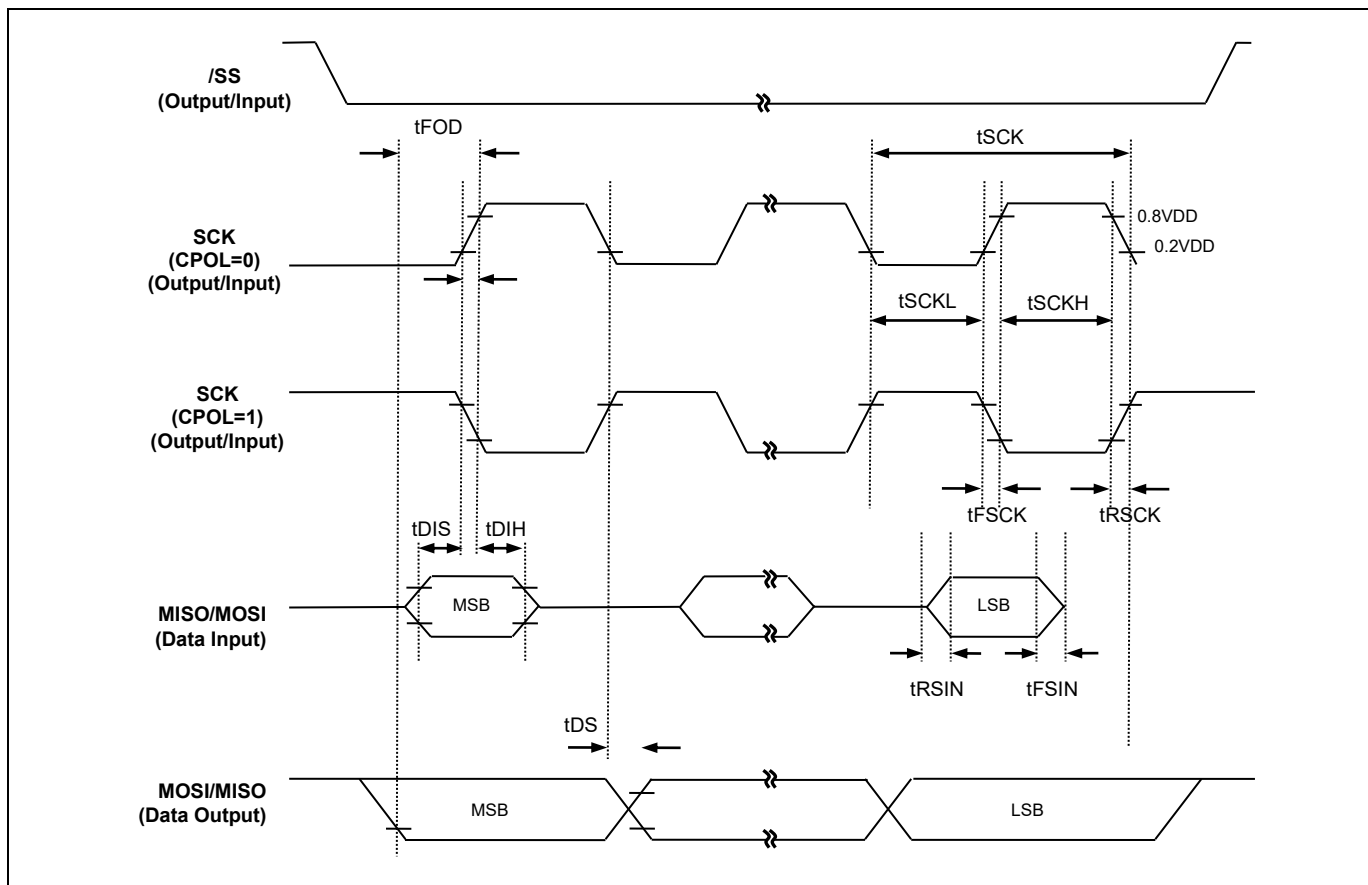 /SS
(Output/Input)
tFOD
tSCK
SCK
(CPOL=0)
(Output/Input)
0.8VDD
0.2VDD
tSCKL
tSCKH
SCK
(CPOL=1)
(Output/Input)
tFSCK
tRSCK
tDIS
tDIH
MISO/MOSI
(Data Input)
MSB
LSB
tRSIN
tFSIN
tDS
MOSI/MISO
(Data Output)
MSB
LSB